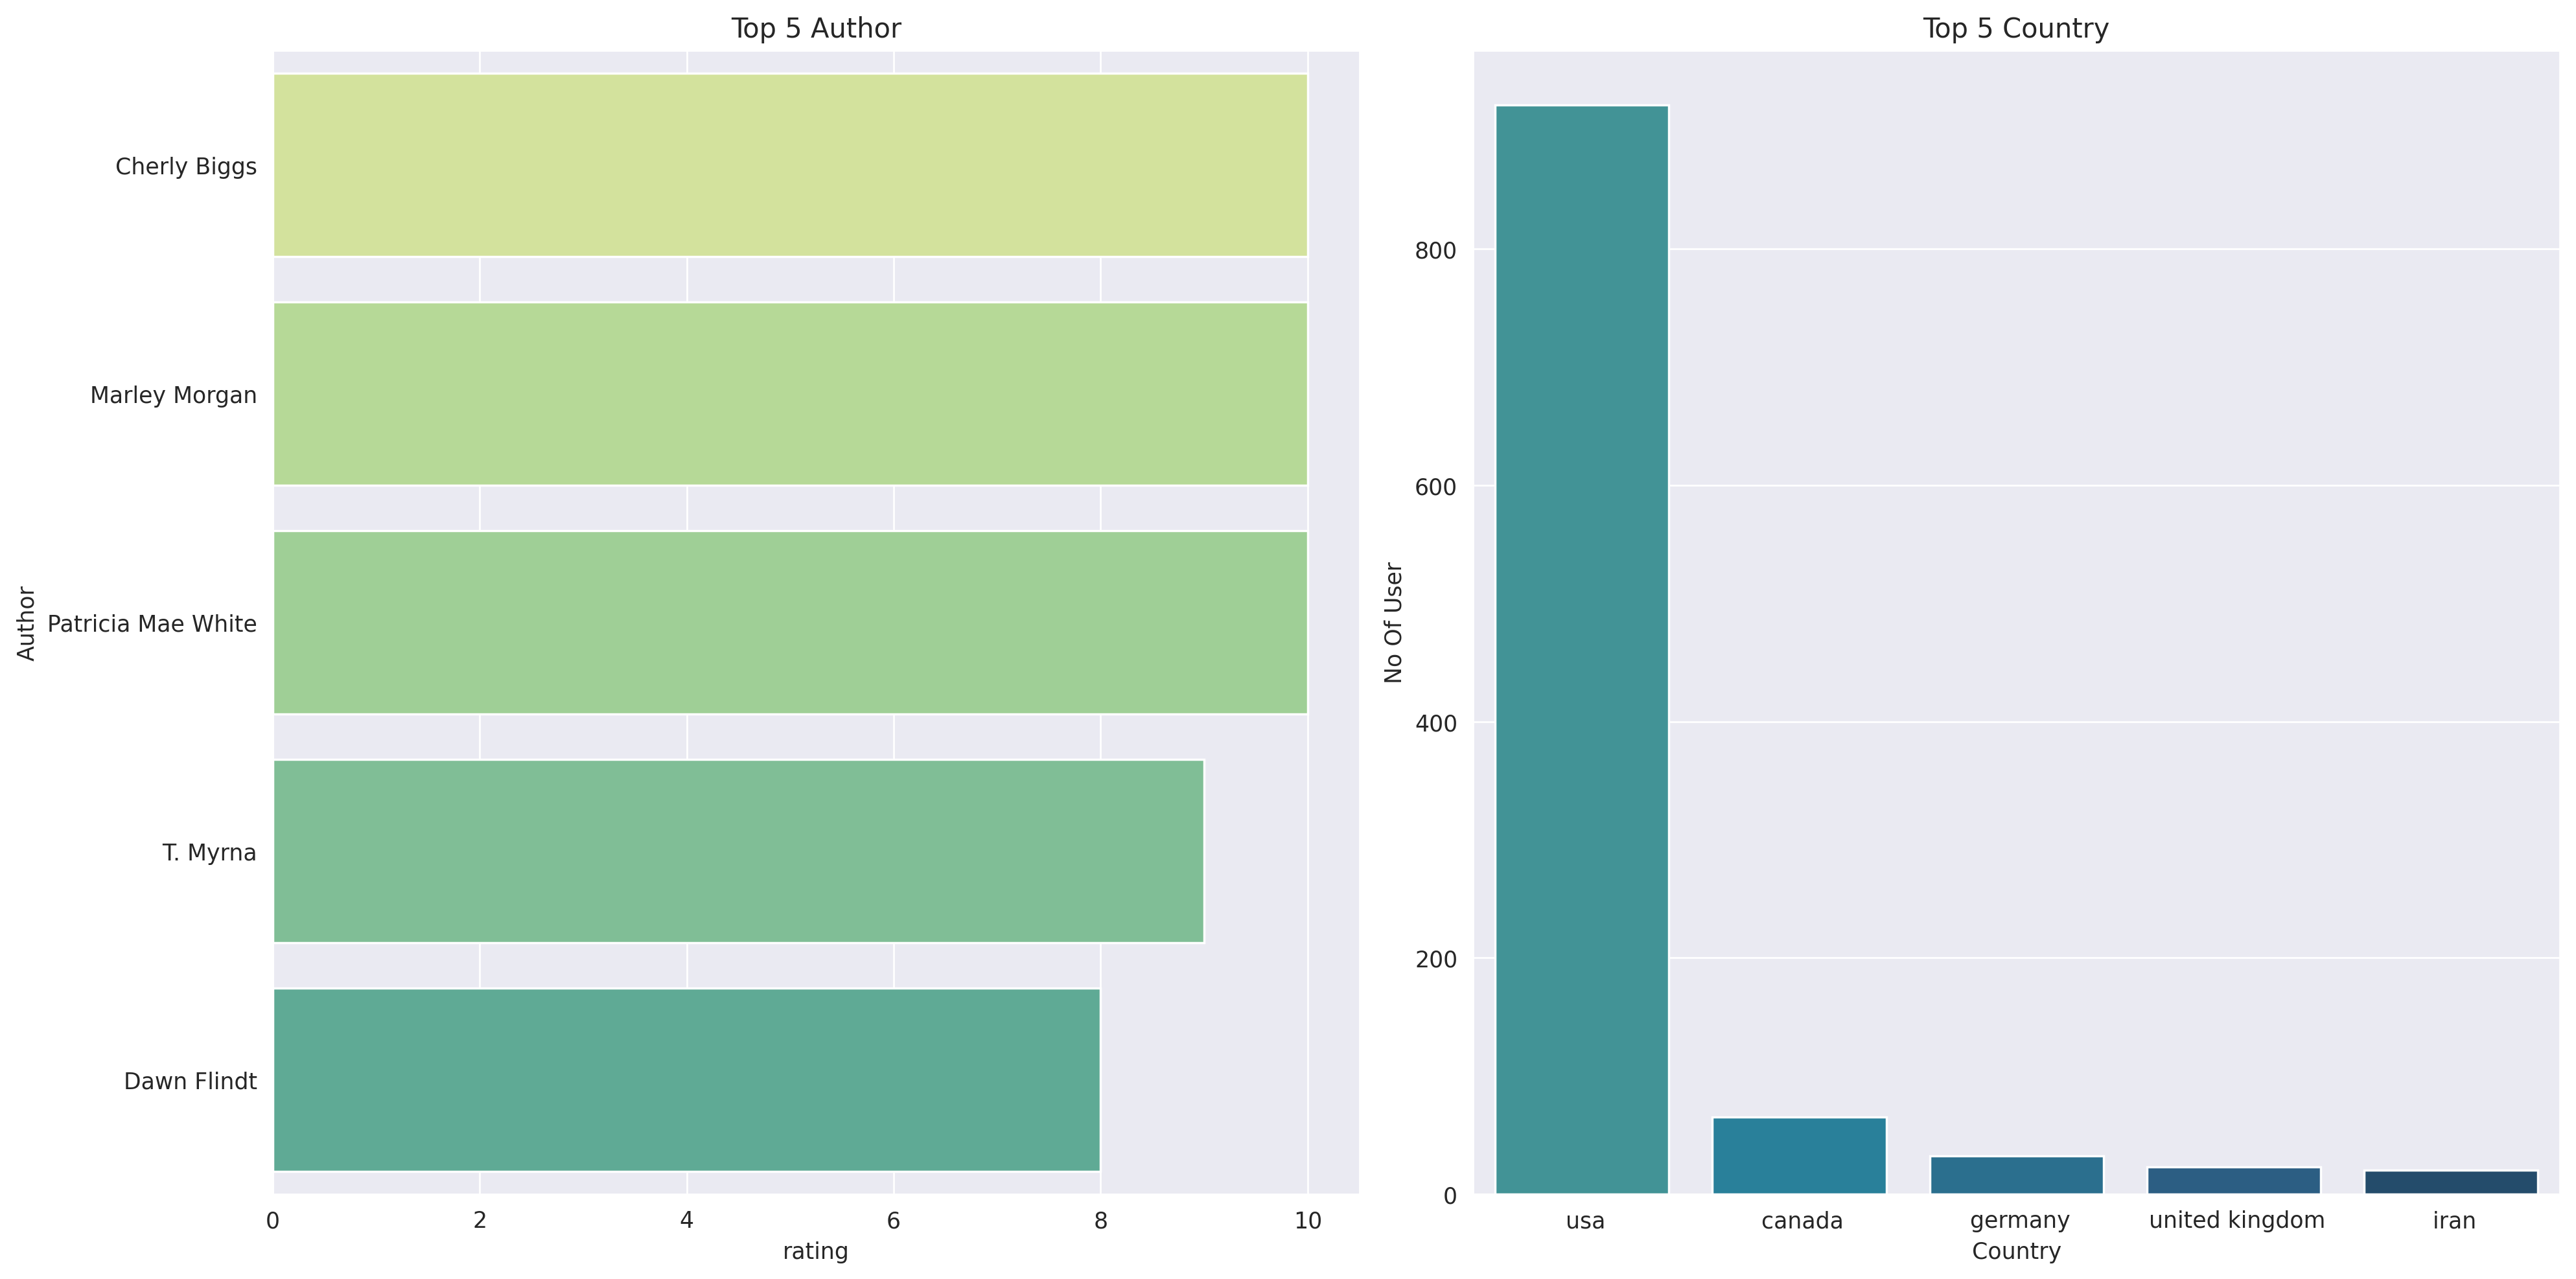 Top 5 Author
Author
Cherly Biggs
Marley Morgan
Patricia Mae White
T. Myrna
Dawn Flindt
0 2 4 6 8 10
rating
Top 5 Country
No Of User
800
600
400
200
0
usa canada germany united kingdom iran
Country